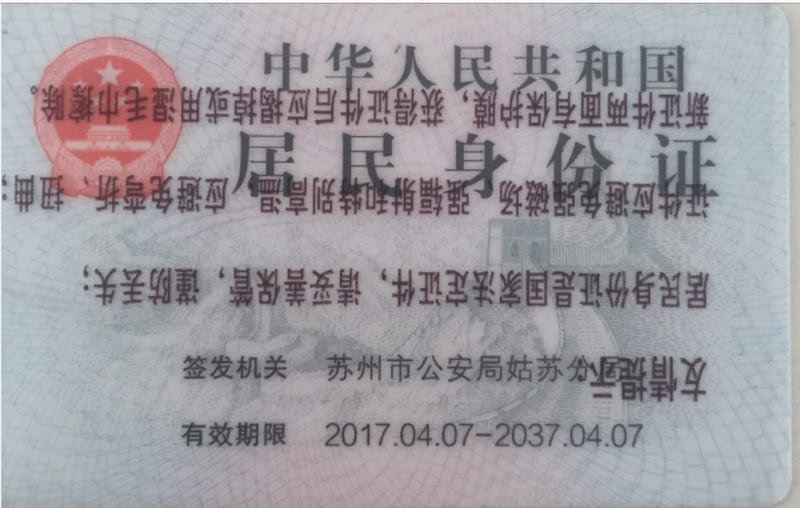 中华人民共和国
新证件两面有保护膜，获得证后件应揭掉或用湿毛巾擦除。
居民身份证
证件应避免强磁场、强辐射和特别高温，应避免弯折、扭曲；
居民身份证是国家法定证件，请妥善保管，谨防丢失；
签发机关 苏州市公安局姑苏分局
友情提示：
有效期限 2017.04.07-2037.04.07